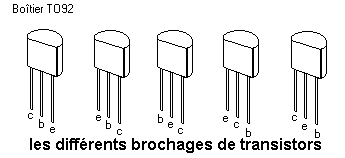 Boîtier TO92
c b e e b c b e c e c b c e b
les différents brochages de transistors